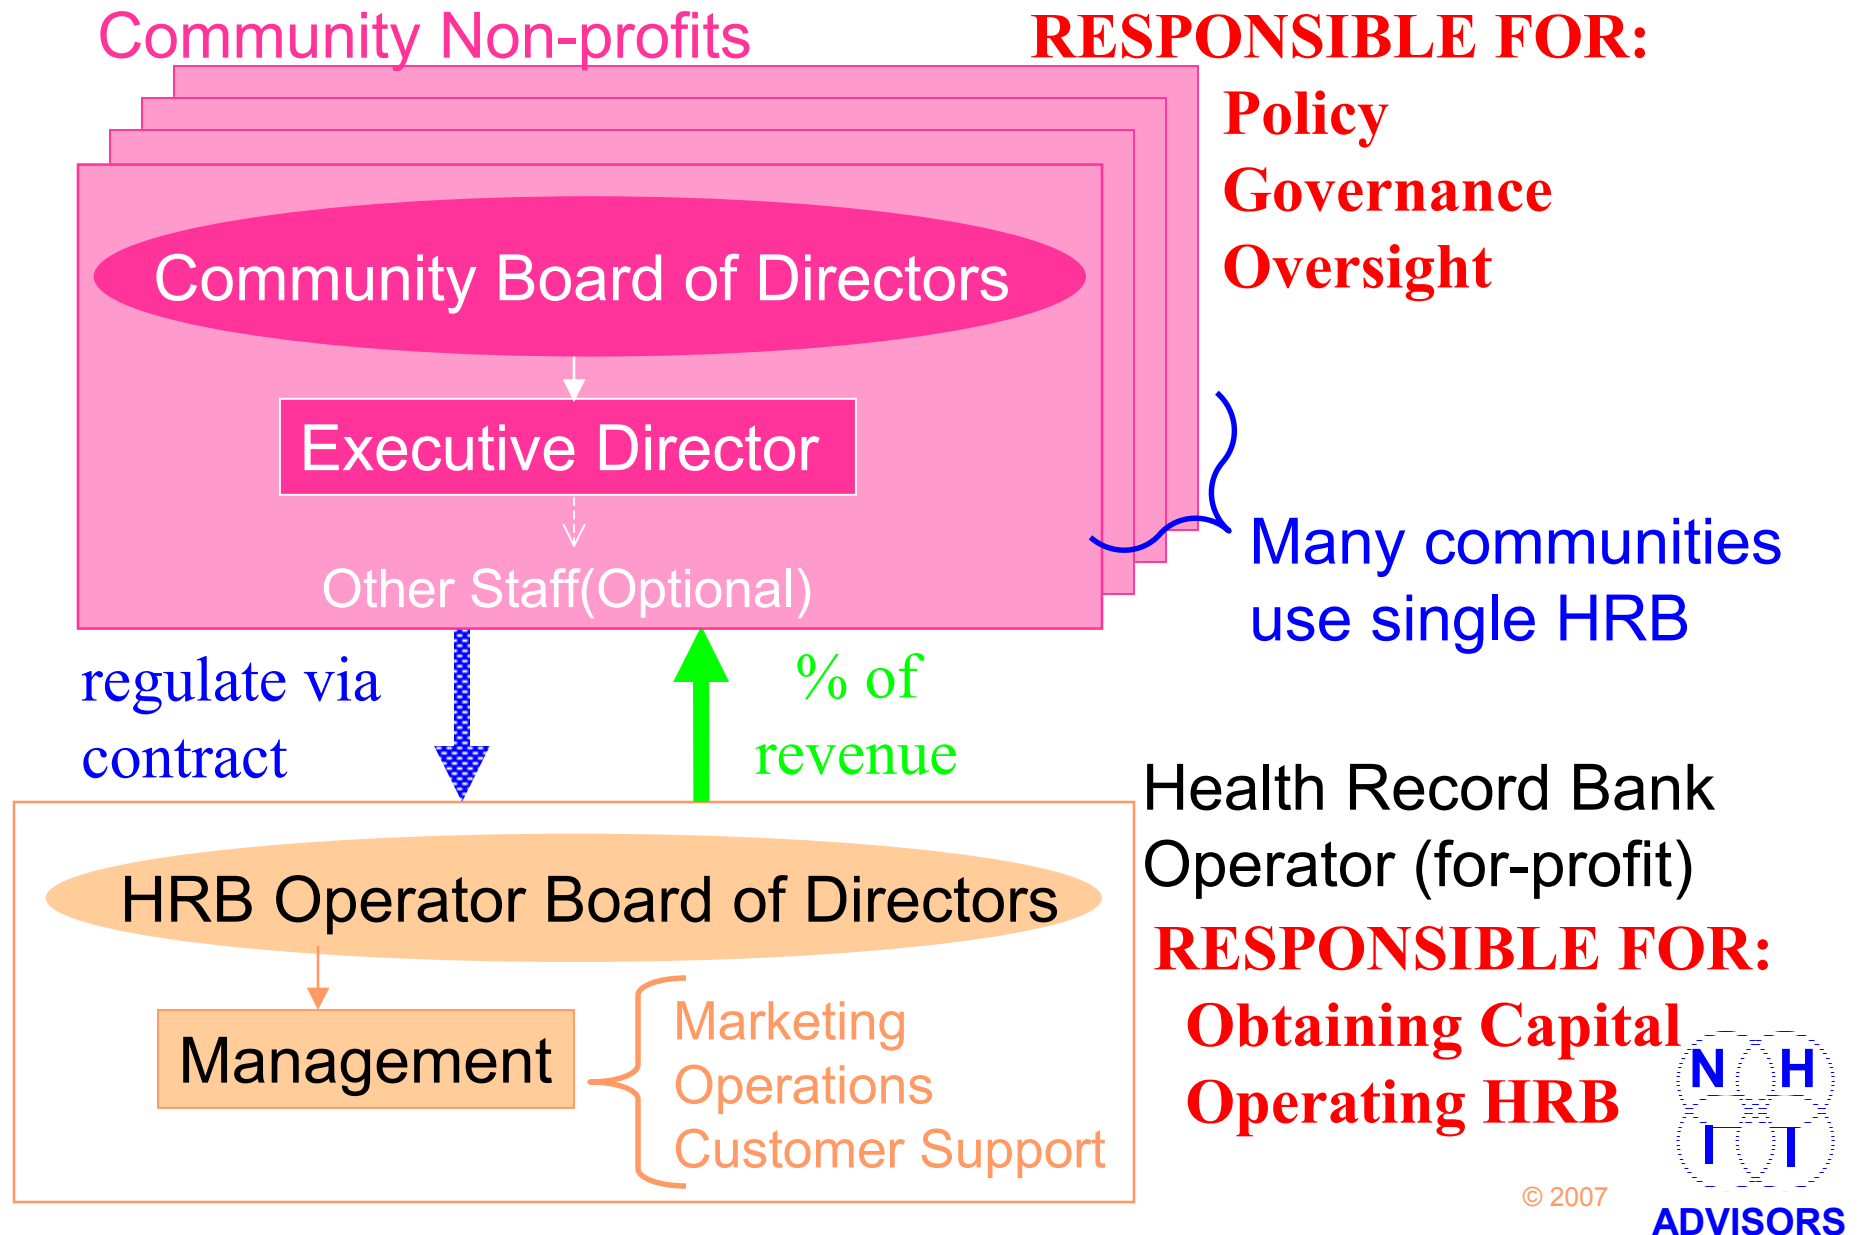 Community Non-profits
RESPONSIBLE FOR:
Policy
Governance
Oversight
Community Board of Directors
Executive Director
Other Staff(Optional)
Many communities
use single HRB
regulate via
contract
% of
revenue
Health Record Bank
Operator (for-profit)
HRB Operator Board of Directors
Management
Marketing
Operations
Customer Support
RESPONSIBLE FOR:
Obtaining Capital
Operating HRB
N H
I I
ADVISORS
© 2007